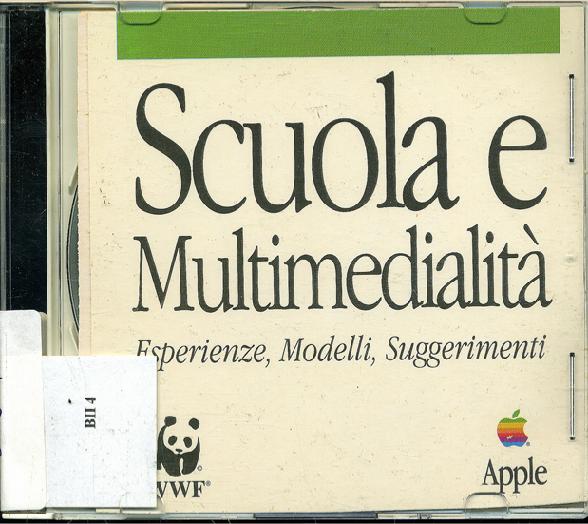 Scuola e
Multimedialità
Esperienze, Modelli, Suggerimenti
BII 4
WWF®
Apple